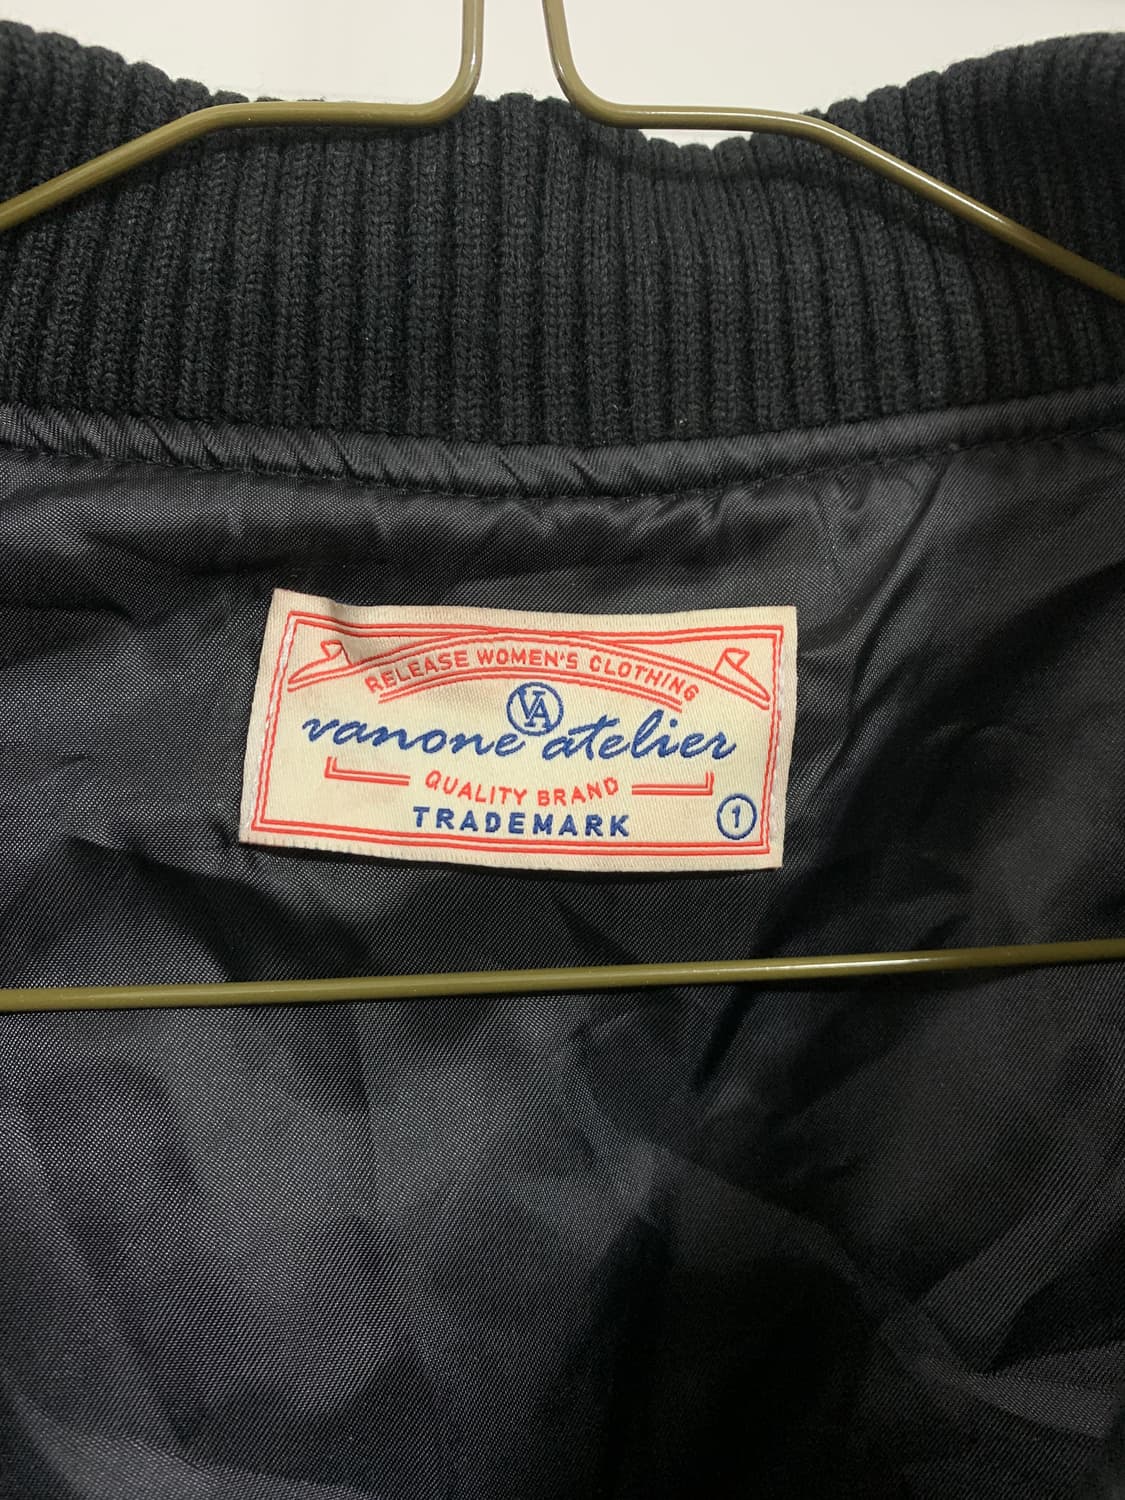 RELEASE WOMEN'S CLOTHING
VA
vanone atelier
QUALITY BRAND
TRADEMARK
1